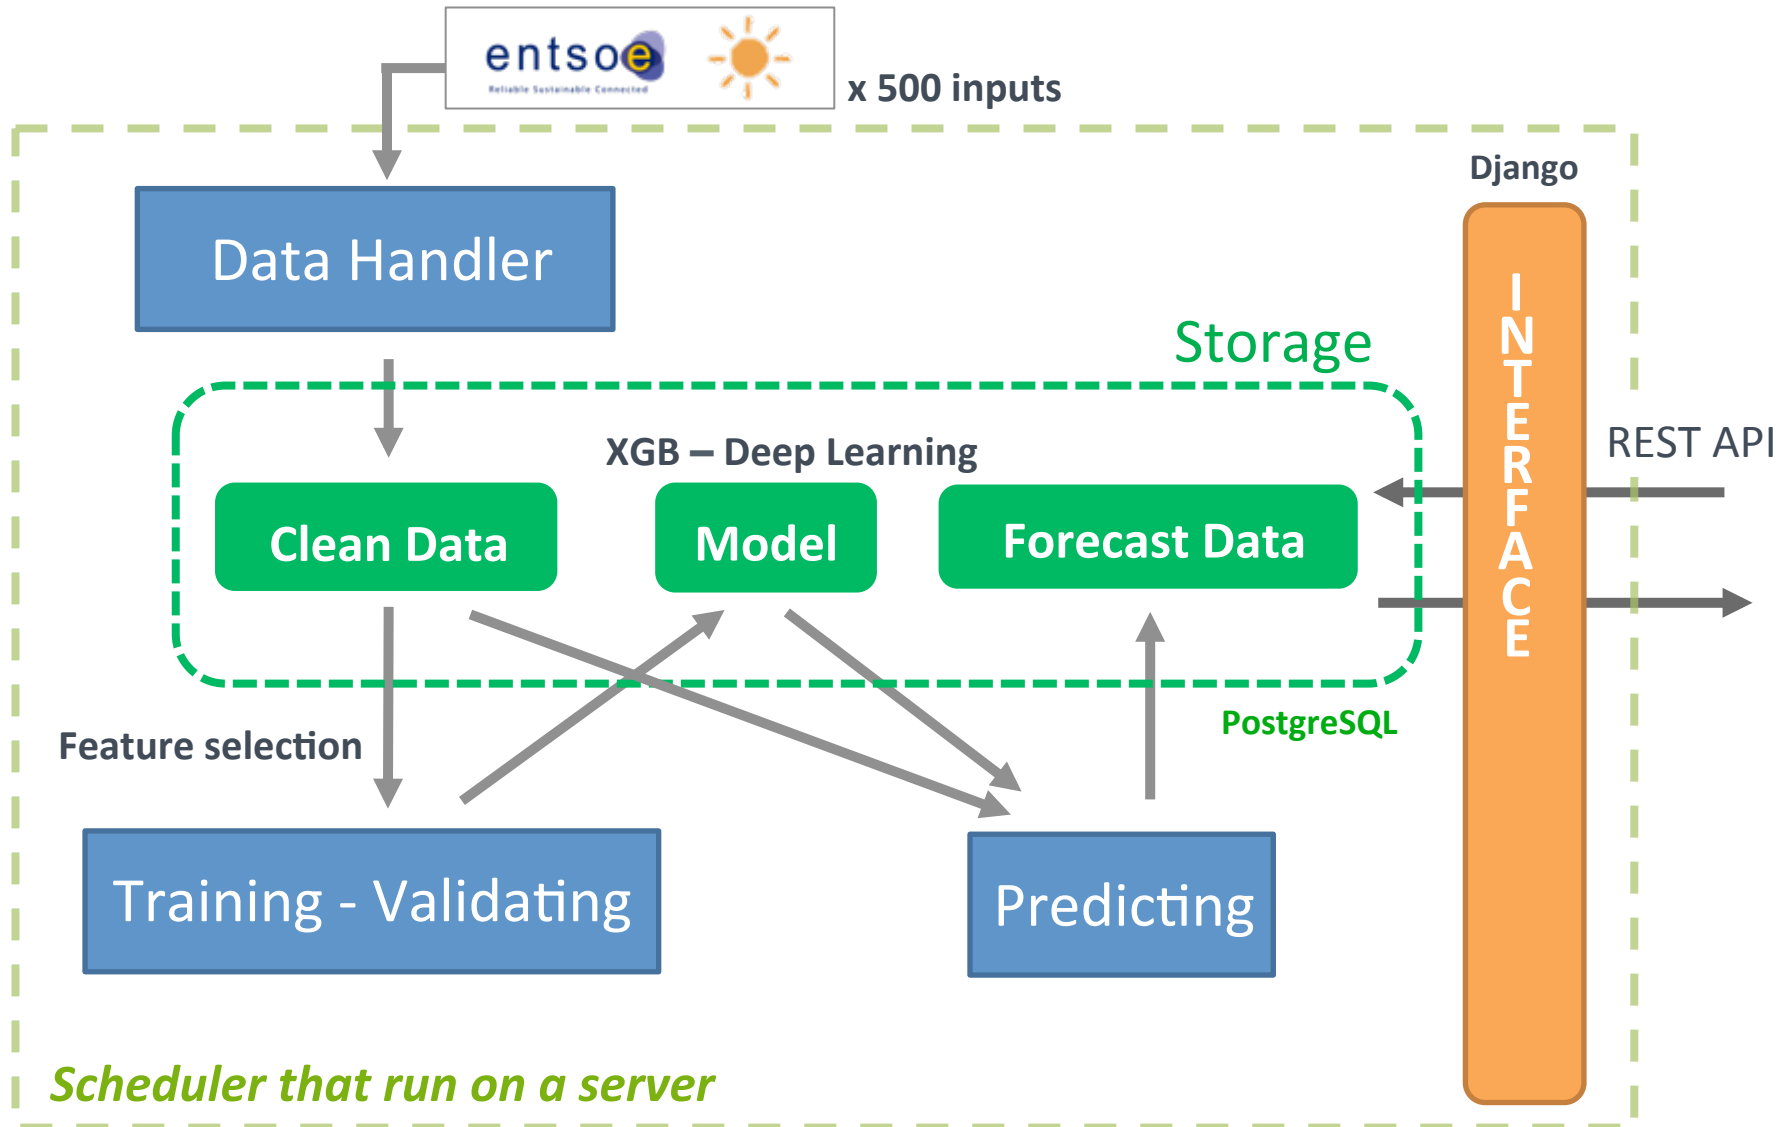 entsoe
Reliable Sustainable Connected
x 500 inputs
Django
Data Handler
INTERFACE
Storage
REST API
XGB – Deep Learning
Clean Data
Model
Forecast Data
PostgreSQL
Feature selection
Training - Validating
Predicting
Scheduler that run on a server